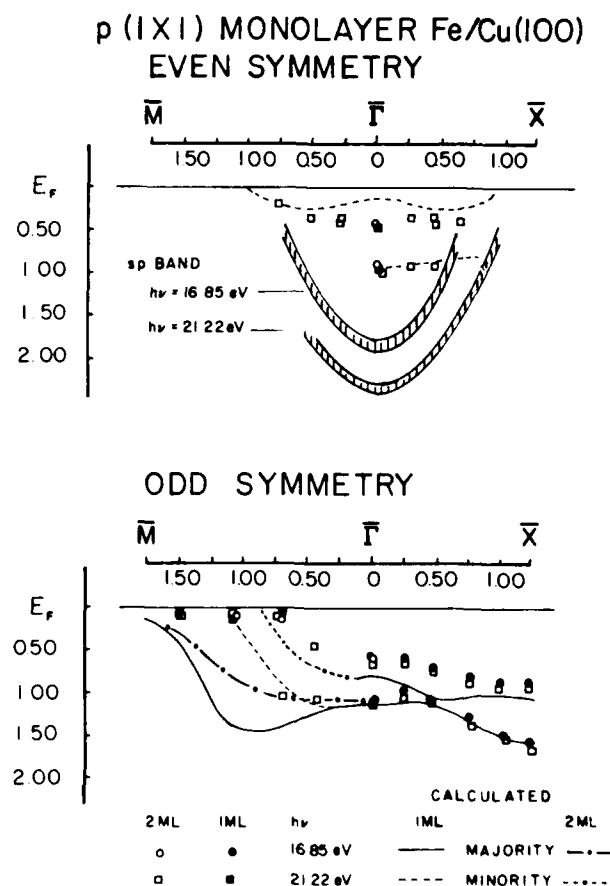 p (1X1) MONOLAYER Fe/Cu(100)
EVEN SYMMETRY
M̅ Γ̅ X̅
1.50 1.00 0.50 0 0.50 1.00
E_F
0.50
1.00
1.50
2.00
sp BAND
hν = 16.85 eV
hν = 21.22 eV
ODD SYMMETRY
M̅ Γ̅ X̅
1.50 1.00 0.50 0 0.50 1.00
E_F
0.50
1.00
1.50
2.00
CALCULATED
2ML 1ML hν 1ML 2ML
16.85 eV MAJORITY
21.22 eV MINORITY